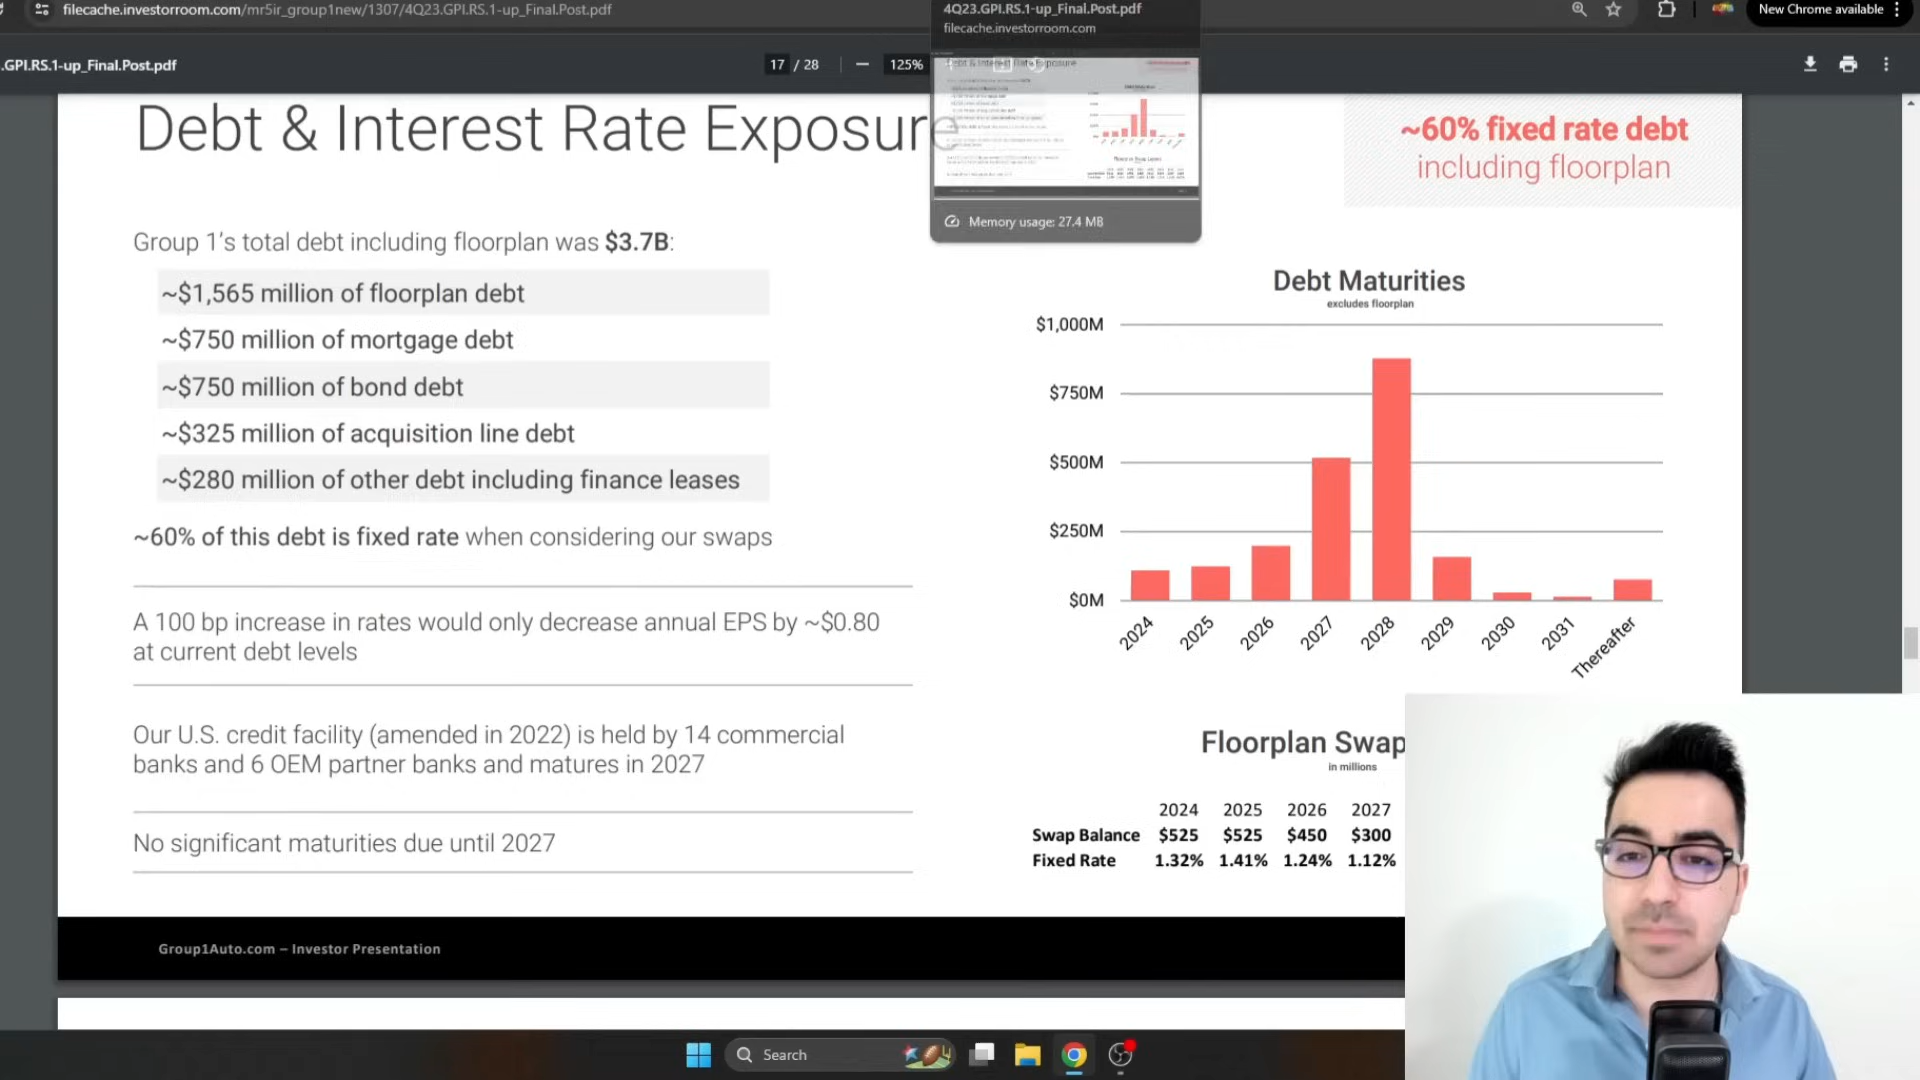 filecache.investorroom.com/mr5ir_group1new/1307/4Q23.GPI.RS.1-up_Final.Post.pdf
4Q23.GPI.RS.1-up_Final.Post.pdf
filecache.investorroom.com
New Chrome available
.GPI.RS.1-up_Final.Post.pdf
17 / 28
125%
Debt & Interest Rate Exposure
Memory usage: 27.4 MB
~60% fixed rate debt
including floorplan
Group 1’s total debt including floorplan was $3.7B:
~$1,565 million of floorplan debt
~$750 million of mortgage debt
~$750 million of bond debt
~$325 million of acquisition line debt
~$280 million of other debt including finance leases
~60% of this debt is fixed rate when considering our swaps
A 100 bp increase in rates would only decrease annual EPS by ~$0.80
at current debt levels
Our U.S. credit facility (amended in 2022) is held by 14 commercial
banks and 6 OEM partner banks and matures in 2027
No significant maturities due until 2027
Debt Maturities
excludes floorplan
$1,000M
$750M
$500M
$250M
$0M
2024 2025 2026 2027 2028 2029 2030 2031 Thereafter
Floorplan Swap
in millions
2024 2025 2026 2027
Swap Balance $525 $525 $450 $300
Fixed Rate 1.32% 1.41% 1.24% 1.12%
Group1Auto.com – Investor Presentation
Search